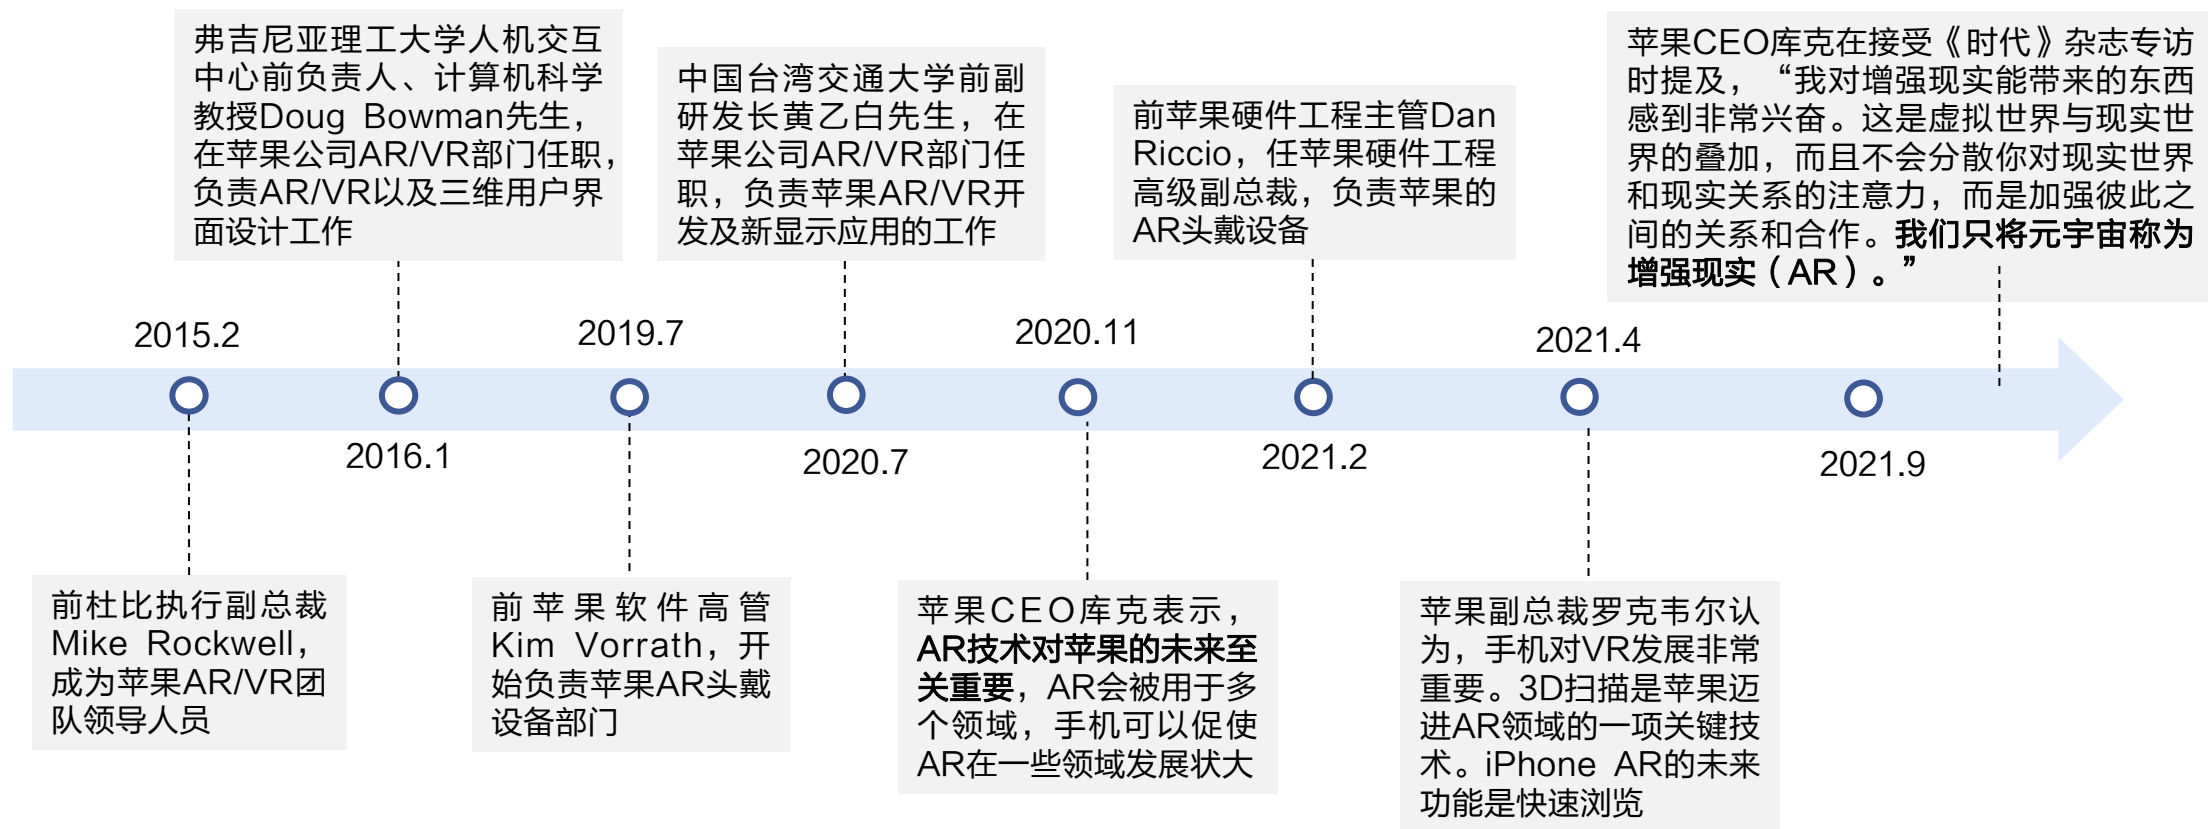 弗吉尼亚理工大学人机交互
中心前负责人、计算机科学
教授Doug Bowman先生，
在苹果公司AR/VR部门任职，
负责AR/VR以及三维用户界
面设计工作
中国台湾交通大学前副
研发长黄乙白先生，在
苹果公司AR/VR部门任
职，负责苹果AR/VR开
发及新显示应用的工作
前苹果硬件工程主管Dan
Riccio，任苹果硬件工程
高级副总裁，负责苹果的
AR头戴设备
苹果CEO库克在接受《时代》杂志专访
时提及，“我对增强现实能带来的东西
感到非常兴奋。这是虚拟世界与现实世
界的叠加，而且不会分散你对现实世界
和现实关系的注意力，而是加强彼此之
间的关系和合作。我们只将元宇宙称为
增强现实（AR）。”
2015.2
2019.7
2020.11
2021.4
2016.1
2020.7
2021.2
2021.9
前杜比执行副总裁
Mike Rockwell，
成为苹果AR/VR团
队领导人员
前苹果软件高管
Kim Vorrath，开
始负责苹果AR头戴
设备部门
苹果CEO库克表示，
AR技术对苹果的未来至
关重要，AR会被用于多
个领域，手机可以促使
AR在一些领域发展状大
苹果副总裁罗克韦尔认
为，手机对VR发展非常
重要。3D扫描是苹果迈
进AR领域的一项关键技
术。iPhone AR的未来
功能是快速浏览